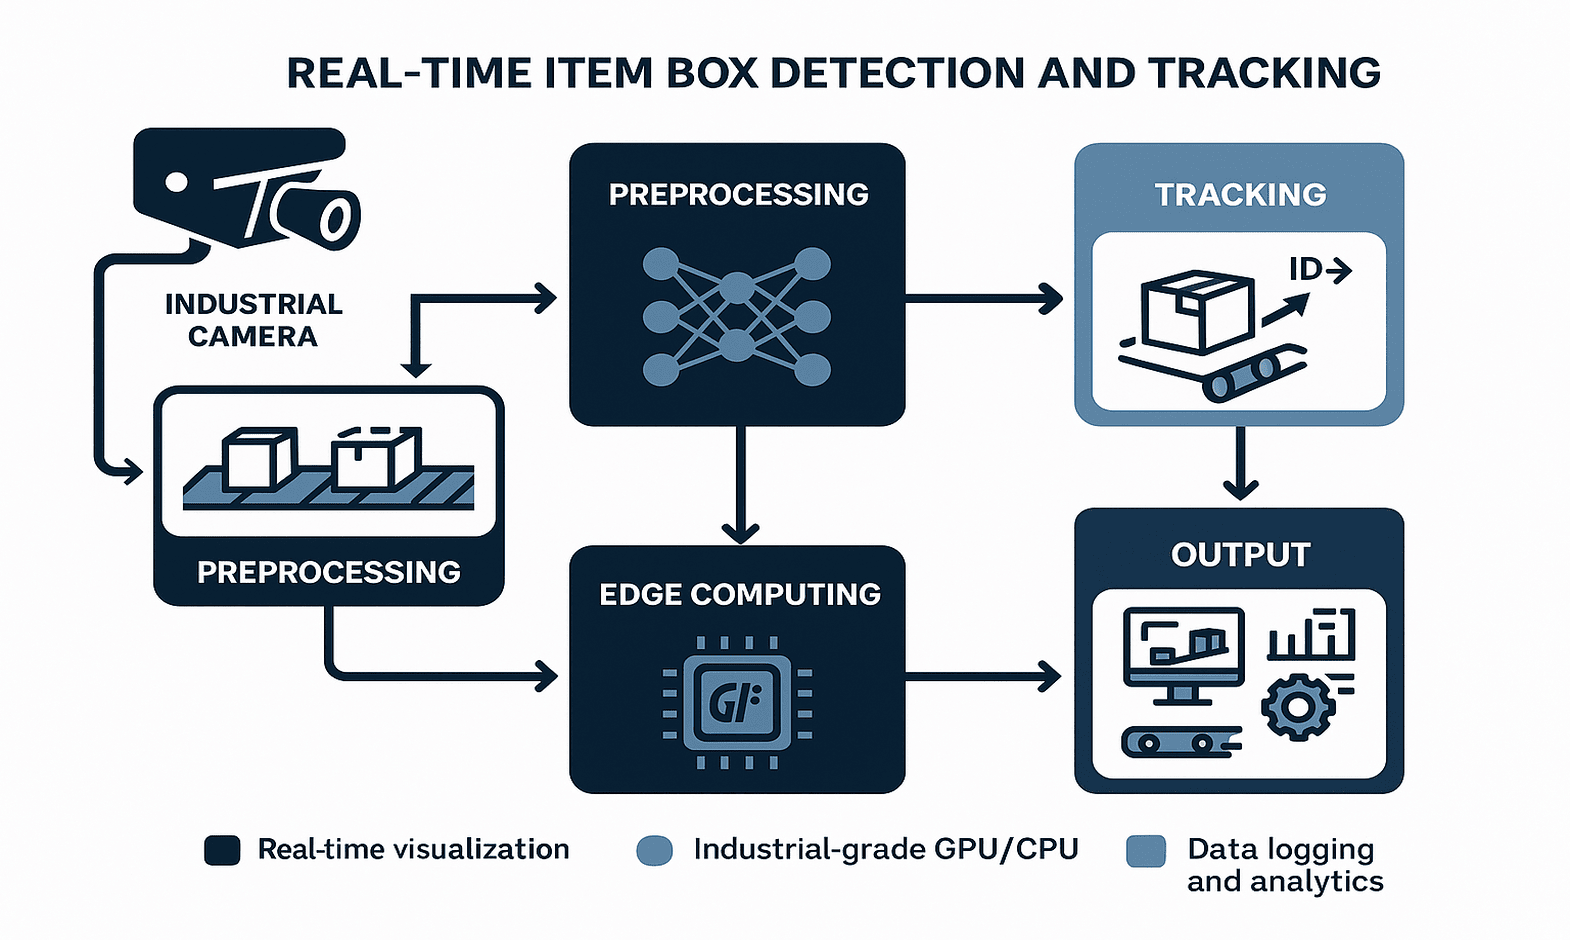 REAL-TIME ITEM BOX DETECTION AND TRACKING
INDUSTRIAL
CAMERA
PREPROCESSING
PREPROCESSING
TRACKING
ID
EDGE COMPUTING
OUTPUT
Real-time visualization
Industrial-grade GPU/CPU
Data logging
and analytics